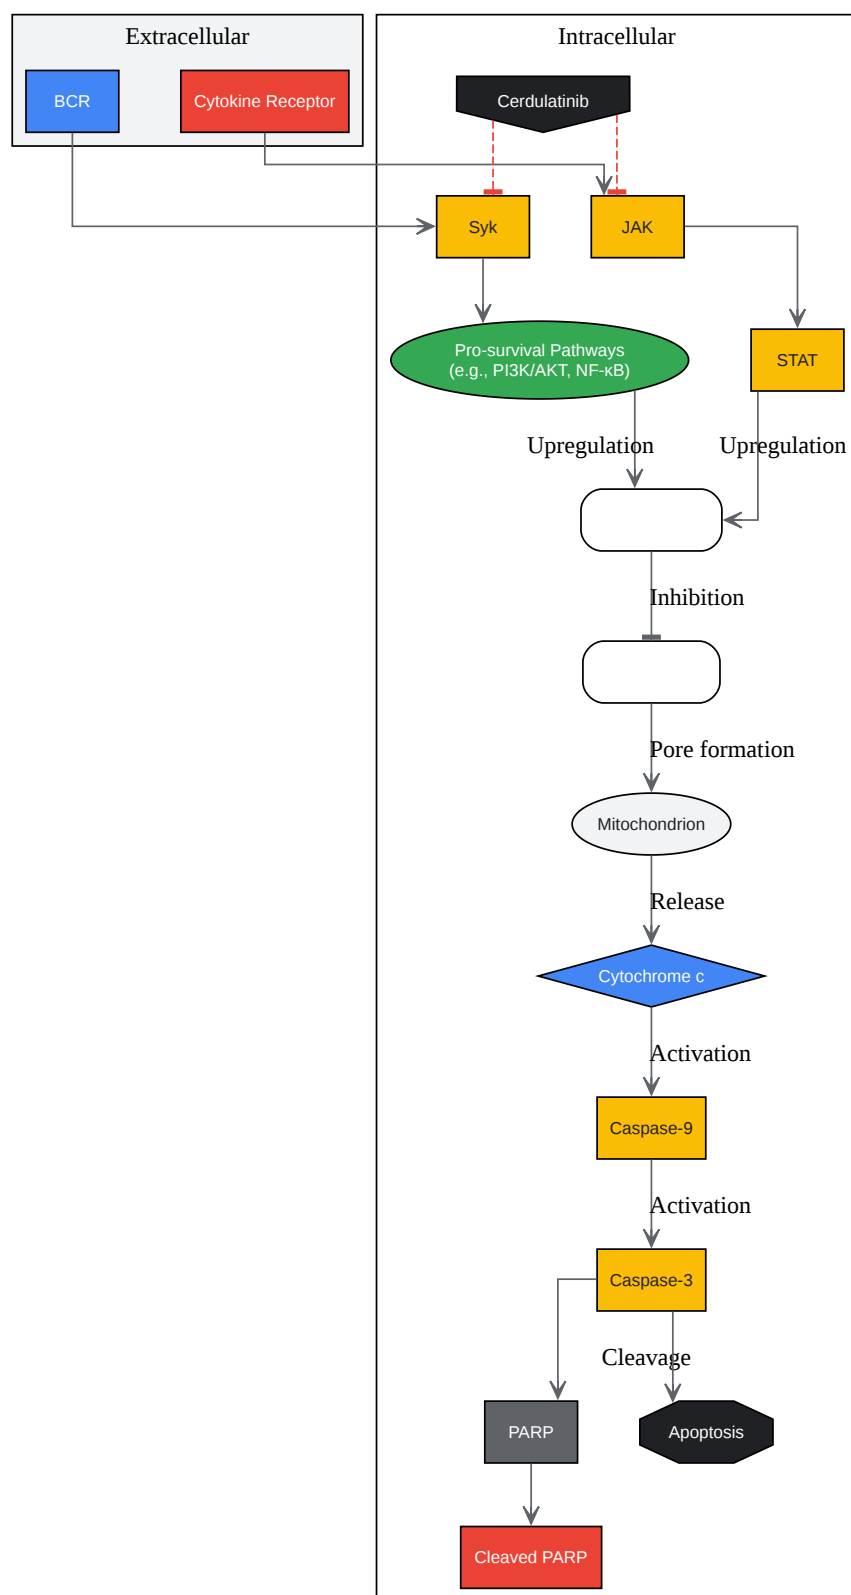 Extracellular
Intracellular
BCR
Cytokine Receptor
Cerdulatinib
Syk
JAK
Pro-survival Pathways
(e.g., PI3K/AKT, NF-κB)
STAT
Upregulation
Upregulation
Inhibition
Pore formation
Mitochondrion
Release
Cytochrome c
Activation
Caspase-9
Activation
Caspase-3
Cleavage
PARP
Apoptosis
Cleaved PARP